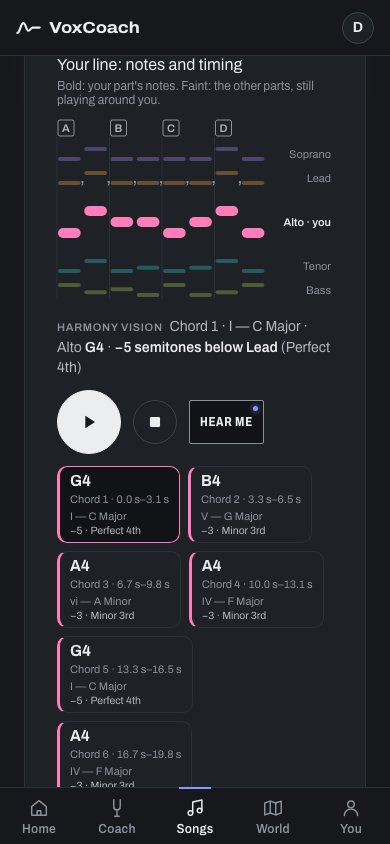 VoxCoach
D
Your line: notes and timing
Bold: your part's notes. Faint: the other parts, still
playing around you.
A B C D
Soprano
Lead
Alto · you
Tenor
Bass
HARMONY VISION Chord 1 · I — C Major ·
Alto G4 · −5 semitones below Lead (Perfect
4th)
HEAR ME
G4
Chord 1 · 0.0 s–3.1 s
I — C Major
−5 · Perfect 4th
B4
Chord 2 · 3.3 s–6.5 s
V — G Major
−3 · Minor 3rd
A4
Chord 3 · 6.7 s–9.8 s
vi — A Minor
−3 · Minor 3rd
A4
Chord 4 · 10.0 s–13.1 s
IV — F Major
−3 · Minor 3rd
G4
Chord 5 · 13.3 s–16.5 s
I — C Major
−5 · Perfect 4th
A4
Chord 6 · 16.7 s–19.8 s
IV — F Major
−3 · Minor 3rd
Home Coach Songs World You